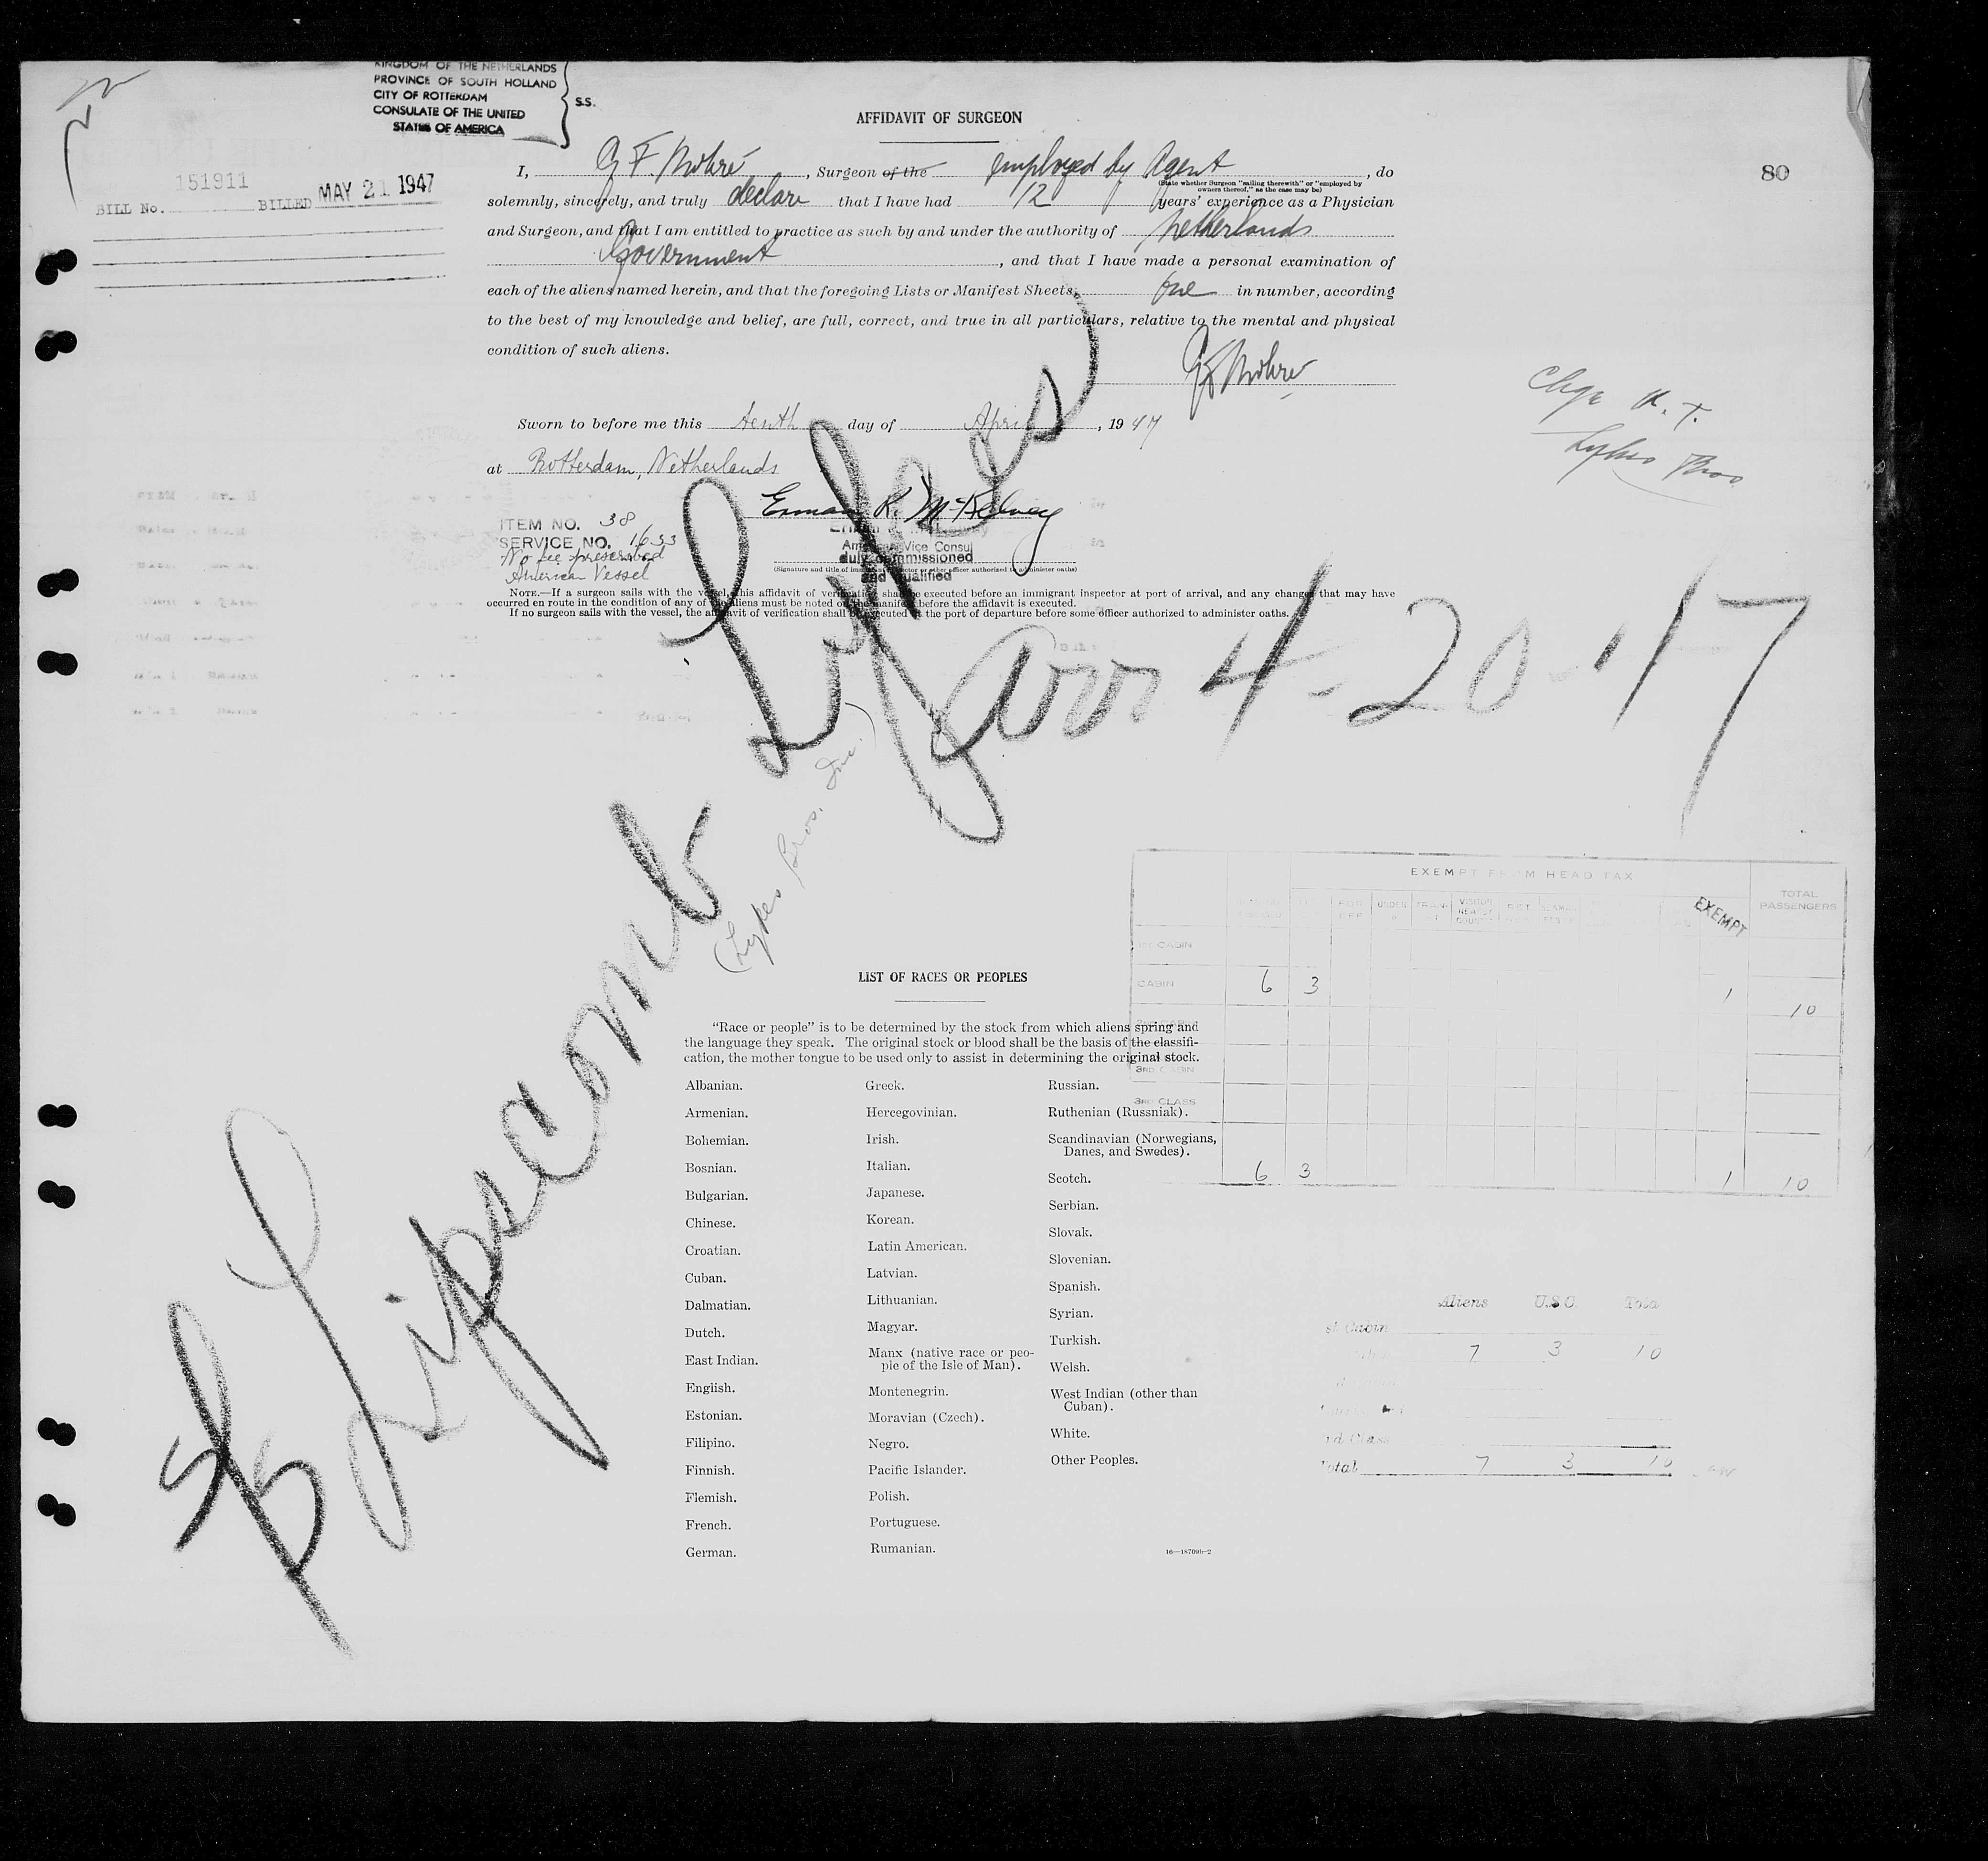 KINGDOM OF THE NETHERLANDS
PROVINCE OF SOUTH HOLLAND
CITY OF ROTTERDAM
CONSULATE OF THE UNITED
STATES OF AMERICA
S.S.
AFFIDAVIT OF SURGEON
80
151911
BILL No. BILLED MAY 21 1947
I, , Surgeon of the employed by Agent, do
(State whether Surgeon "sailing therewith" or "employed by
owners thereof," as the case may be)
solemnly, sincerely, and truly declare that I have had 12 years' experience as a Physician
and Surgeon, and that I am entitled to practice as such by and under the authority of Netherlands
Government, and that I have made a personal examination of
each of the aliens named herein, and that the foregoing Lists or Manifest Sheets, one in number, according
to the best of my knowledge and belief, are full, correct, and true in all particulars, relative to the mental and physical
condition of such aliens.
Lykes Bros
Sworn to before me this tenth day of April, 1947
at Rotterdam, Netherlands
ITEM NO. 38
SERVICE NO. 1633
No fee prescribed
American Vessel
American Vice Consul
duly commissioned
and qualified
(Signature and title of immigrant inspector or other officer authorized to administer oaths)
NOTE.—If a surgeon sails with the vessel, this affidavit of verification shall be executed before an immigrant inspector at port of arrival, and any changes that may have
occurred en route in the condition of any of the aliens must be noted on the manifest before the affidavit is executed.
If no surgeon sails with the vessel, the affidavit of verification shall be executed at the port of departure before some officer authorized to administer oaths.
SS Lipscomb Lykes
arr 4-20-47
(Lykes Bros. Inc.)
EXEMPT FROM HEAD TAX
TOTAL
PASSENGERS
UNDER
VISITOR
EXEMPT
1ST CABIN
CABIN 6 3 1 10
3RD CABIN
3RD CLASS
6 3 1 10
LIST OF RACES OR PEOPLES
"Race or people" is to be determined by the stock from which aliens spring and
the language they speak. The original stock or blood shall be the basis of the classifi-
cation, the mother tongue to be used only to assist in determining the original stock.
Albanian.
Armenian.
Bohemian.
Bosnian.
Bulgarian.
Chinese.
Croatian.
Cuban.
Dalmatian.
Dutch.
East Indian.
English.
Estonian.
Filipino.
Finnish.
Flemish.
French.
German.
Greek.
Hercegovinian.
Irish.
Italian.
Japanese.
Korean.
Latin American.
Latvian.
Lithuanian.
Magyar.
Manx (native race or peo-
ple of the Isle of Man).
Montenegrin.
Moravian (Czech).
Negro.
Pacific Islander.
Polish.
Portuguese.
Rumanian.
Russian.
Ruthenian (Russniak).
Scandinavian (Norwegians,
Danes, and Swedes).
Scotch.
Serbian.
Slovak.
Slovenian.
Spanish.
Syrian.
Turkish.
Welsh.
West Indian (other than
Cuban).
White.
Other Peoples.
Aliens U.S.C. Tota
st Cabin
7 3 10
rd Class
Total 7 3 10